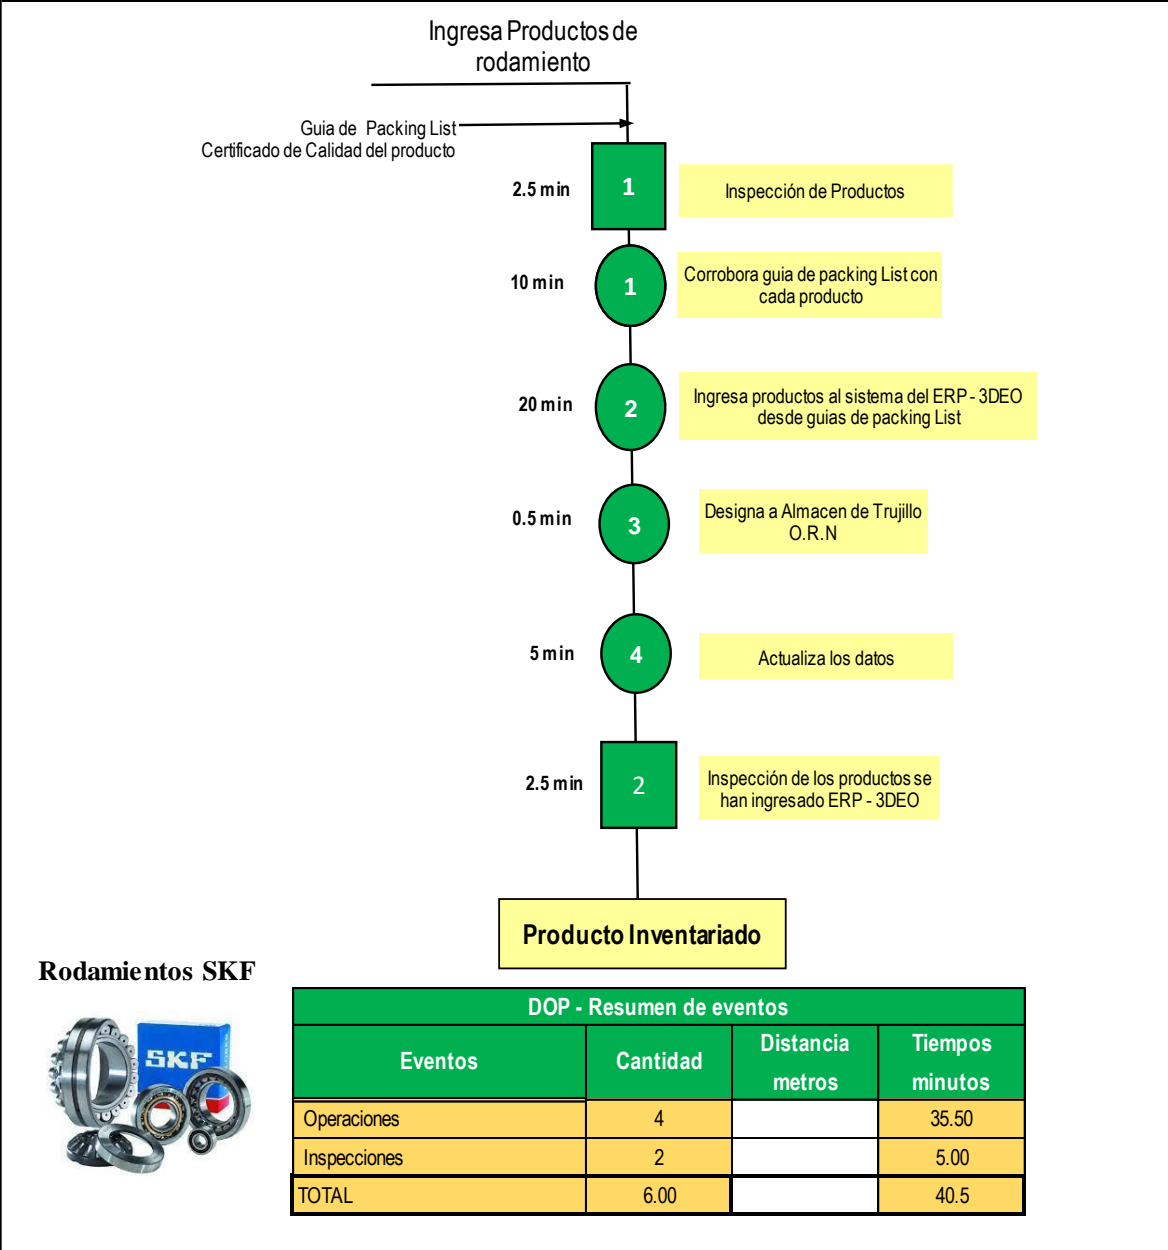 Ingresa Productos de
rodamiento
Guia de Packing List
Certificado de Calidad del producto
2.5 min
1
Inspección de Productos
10 min
1
Corrobora guia de packing List con
cada producto
20 min
2
Ingresa productos al sistema del ERP - 3DEO
desde guias de packing List
0.5 min
3
Designa a Almacen de Trujillo
O.R.N
5 min
4
Actualiza los datos
2.5 min
2
Inspección de los productos se
han ingresado ERP - 3DEO
Producto Inventariado
Rodamientos SKF
SKF
DOP - Resumen de eventos
Eventos Cantidad Distancia metros Tiempos minutos
Operaciones 4 35.50
Inspecciones 2 5.00
TOTAL 6.00 40.5